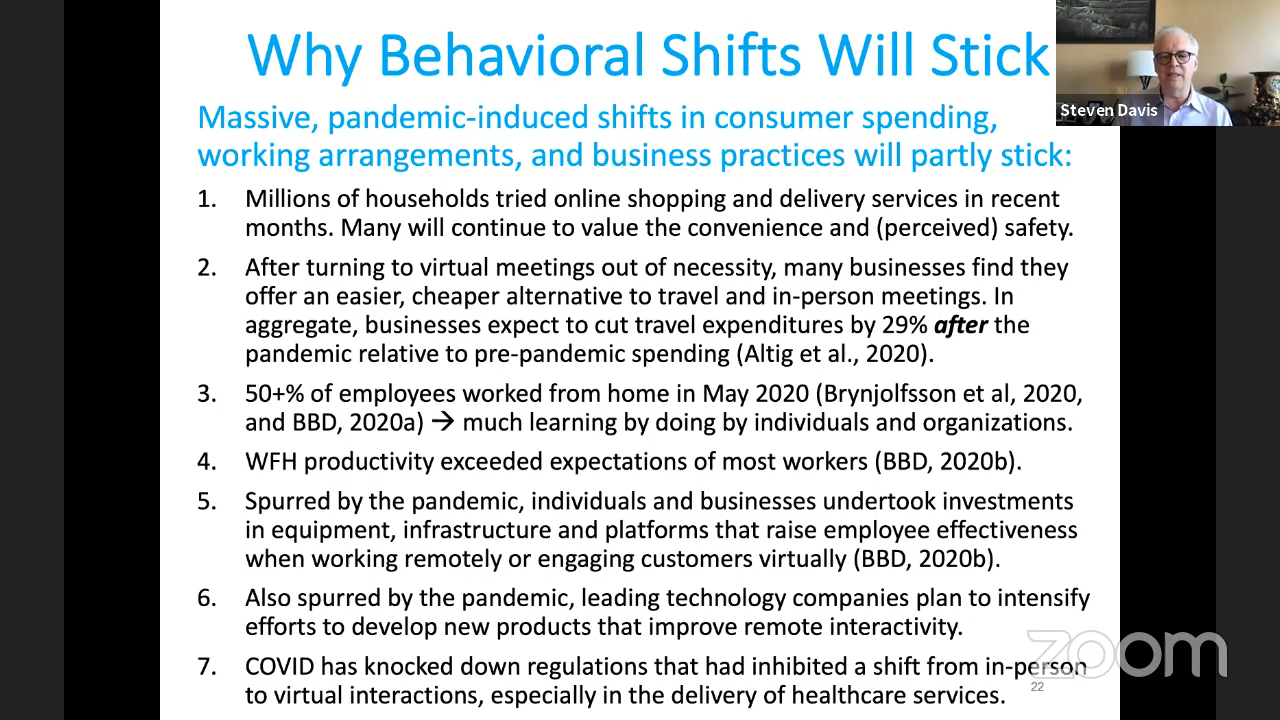 Why Behavioral Shifts Will Stick
Steven Davis
Massive, pandemic-induced shifts in consumer spending,
working arrangements, and business practices will partly stick:
1. Millions of households tried online shopping and delivery services in recent
months. Many will continue to value the convenience and (perceived) safety.
2. After turning to virtual meetings out of necessity, many businesses find they
offer an easier, cheaper alternative to travel and in-person meetings. In
aggregate, businesses expect to cut travel expenditures by 29% after the
pandemic relative to pre-pandemic spending (Altig et al., 2020).
3. 50+% of employees worked from home in May 2020 (Brynjolfsson et al, 2020,
and BBD, 2020a) → much learning by doing by individuals and organizations.
4. WFH productivity exceeded expectations of most workers (BBD, 2020b).
5. Spurred by the pandemic, individuals and businesses undertook investments
in equipment, infrastructure and platforms that raise employee effectiveness
when working remotely or engaging customers virtually (BBD, 2020b).
6. Also spurred by the pandemic, leading technology companies plan to intensify
efforts to develop new products that improve remote interactivity.
7. COVID has knocked down regulations that had inhibited a shift from in-person
to virtual interactions, especially in the delivery of healthcare services.
zoom
22